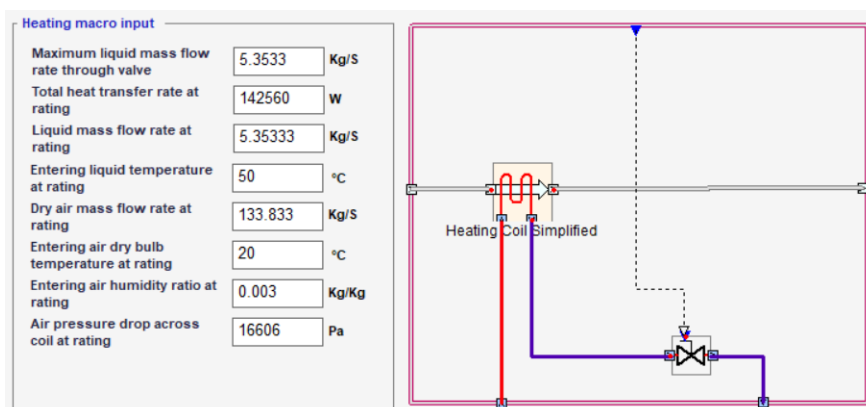 Heating macro input
Maximum liquid mass flow
rate through valve
5.3533 Kg/S
Total heat transfer rate at
rating
142560 W
Liquid mass flow rate at
rating
5.35333 Kg/S
Entering liquid temperature
at rating
50 ºC
Dry air mass flow rate at
rating
133.833 Kg/S
Entering air dry bulb
temperature at rating
20 ºC
Entering air humidity ratio at
rating
0.003 Kg/Kg
Air pressure drop across
coil at rating
16606 Pa
Heating Coil Simplified